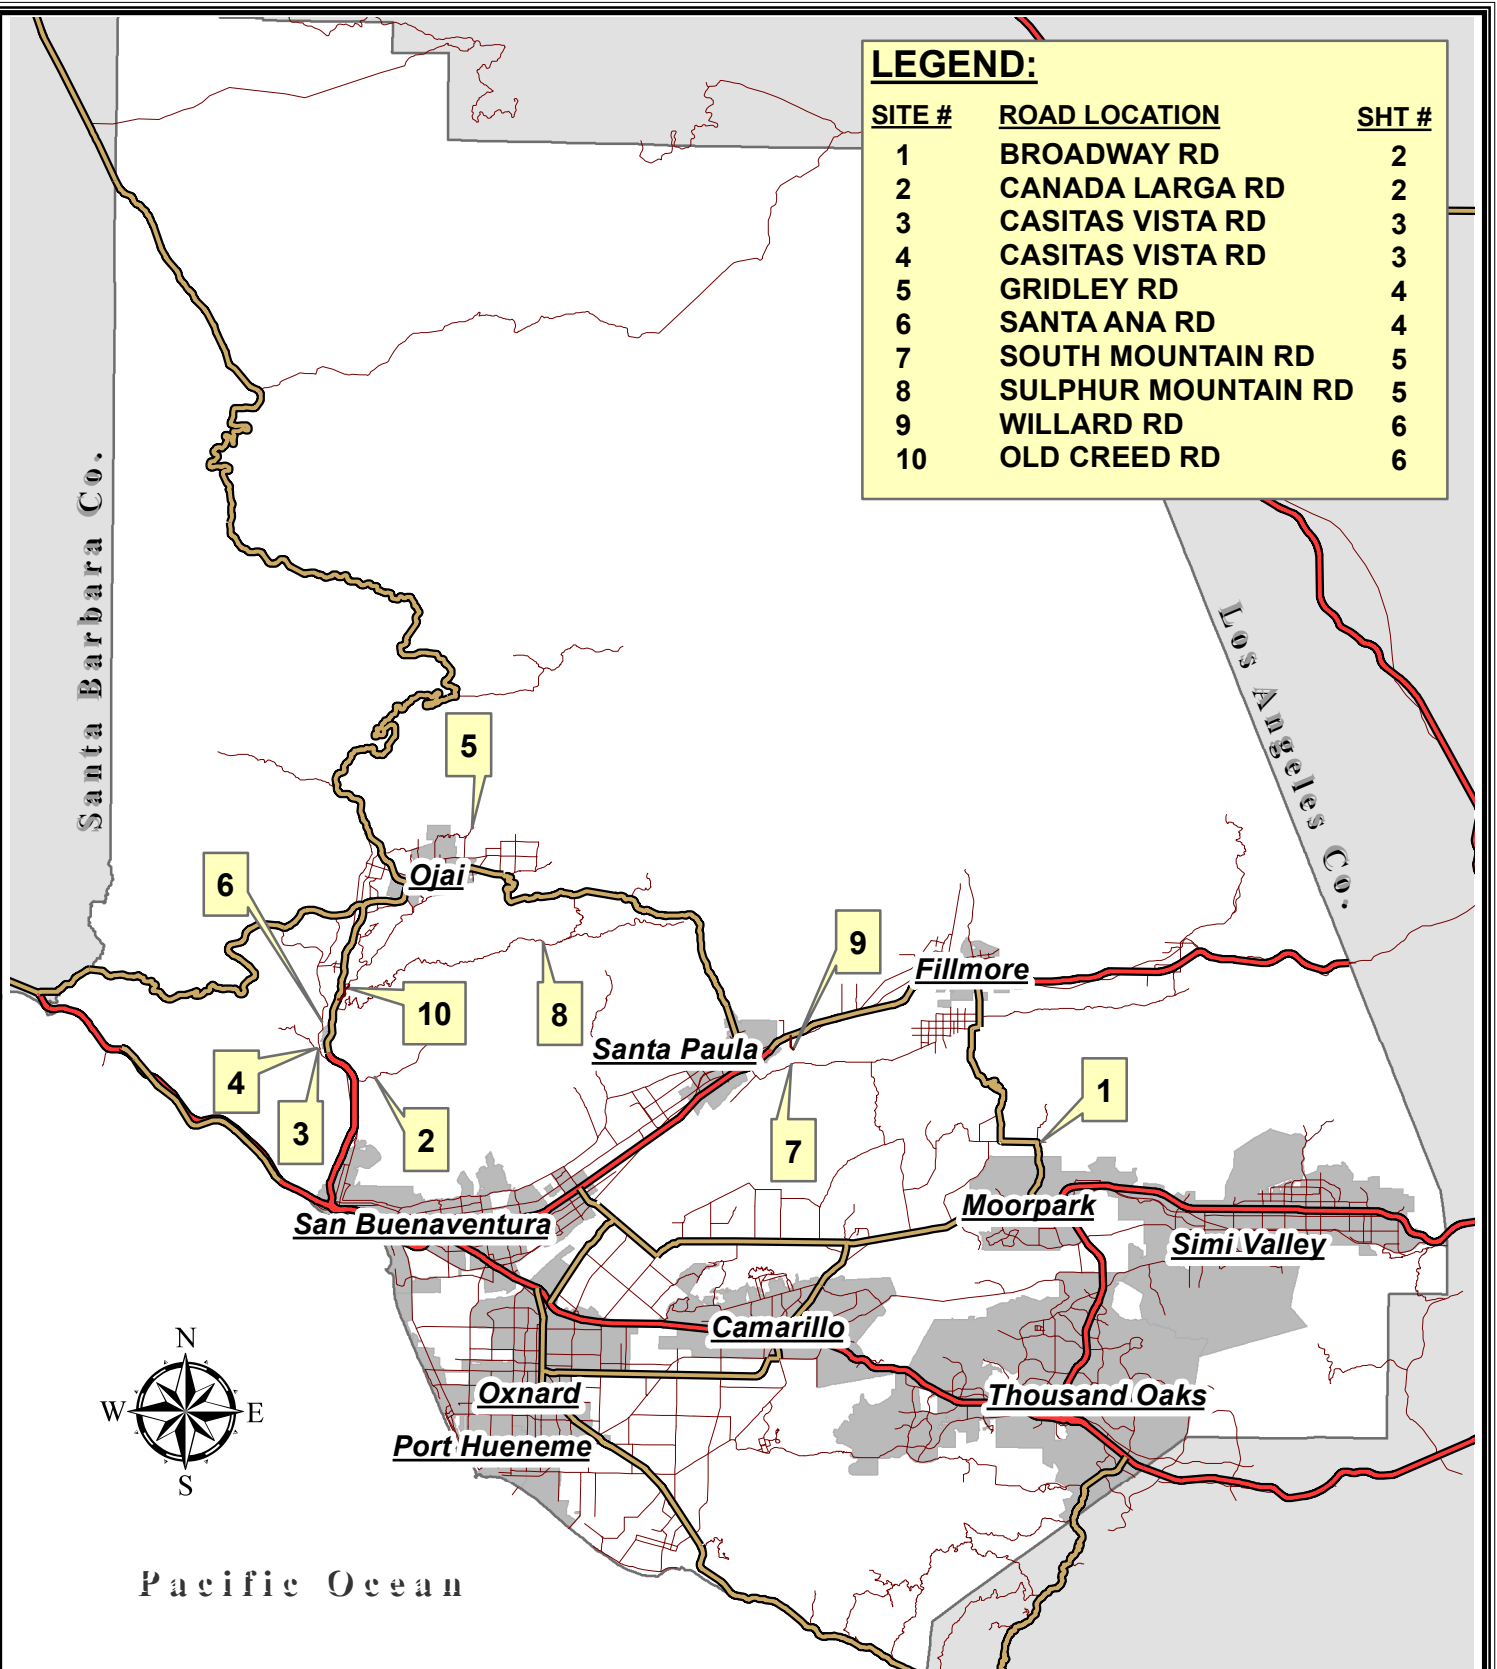 LEGEND:
SITE # ROAD LOCATION SHT #
1 BROADWAY RD 2
2 CANADA LARGA RD 2
3 CASITAS VISTA RD 3
4 CASITAS VISTA RD 3
5 GRIDLEY RD 4
6 SANTA ANA RD 4
7 SOUTH MOUNTAIN RD 5
8 SULPHUR MOUNTAIN RD 5
9 WILLARD RD 6
10 OLD CREED RD 6
Santa Barbara Co.
Los Angeles Co.
5
Ojai
6
9
Fillmore
10
8
Santa Paula
4
1
3
2
7
Moorpark
San Buenaventura
Simi Valley
Camarillo
N
W E
S
Oxnard
Thousand Oaks
Port Hueneme
Pacific Ocean